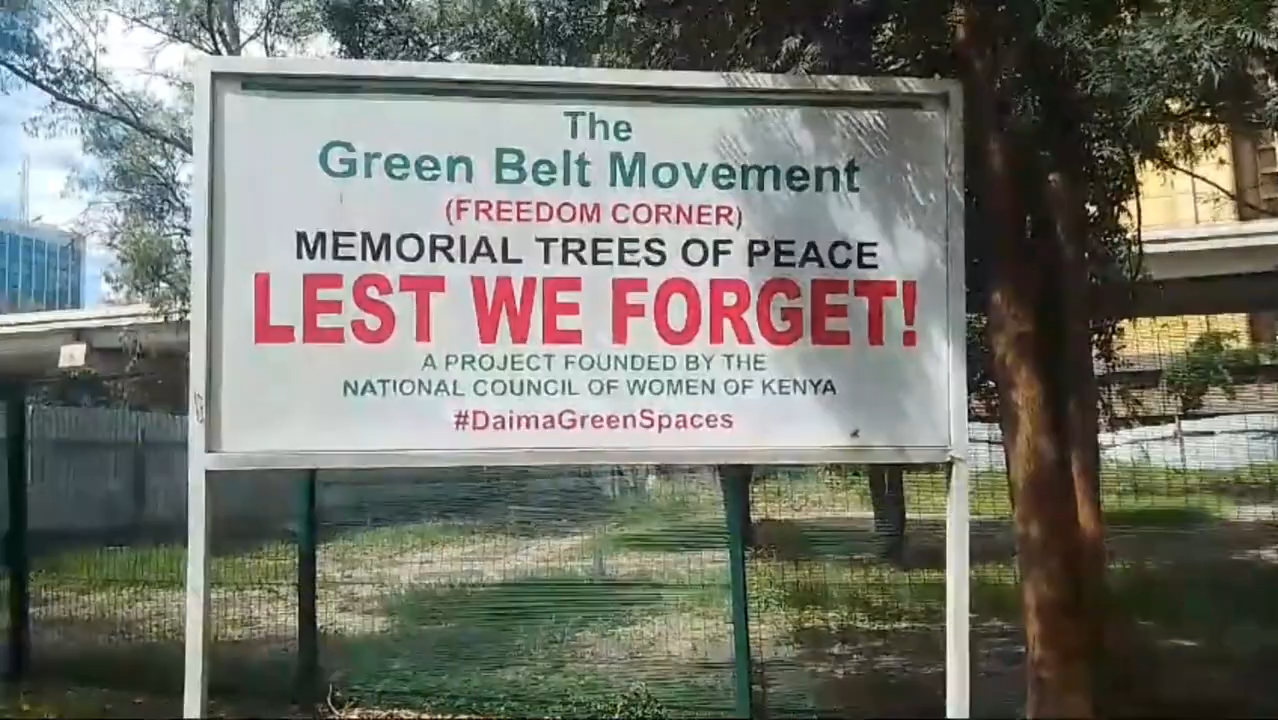 The
Green Belt Movement
(FREEDOM CORNER)
MEMORIAL TREES OF PEACE
LEST WE FORGET!
A PROJECT FOUNDED BY THE
NATIONAL COUNCIL OF WOMEN OF KENYA
#DaimaGreenSpaces